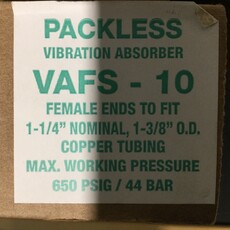 PACKLESS
VIBRATION ABSORBER
VAFS - 10
FEMALE ENDS TO FIT
1-1/4" NOMINAL, 1-3/8" O.D.
COPPER TUBING
MAX. WORKING PRESSURE
650 PSIG / 44 BAR